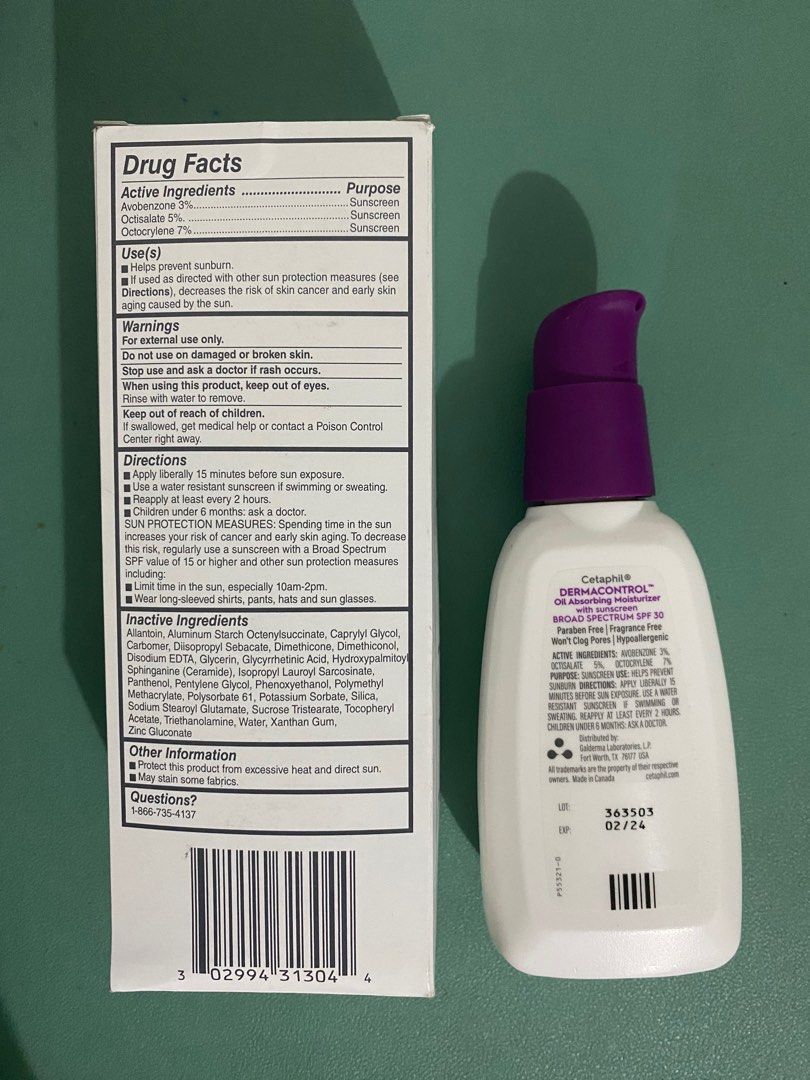 Drug Facts
Active Ingredients .......................... Purpose
Avobenzone 3%.......................................Sunscreen
Octisalate 5%. ........................................Sunscreen
Octocrylene 7%.......................................Sunscreen
Use(s)
■ Helps prevent sunburn.
■ If used as directed with other sun protection measures (see
Directions), decreases the risk of skin cancer and early skin
aging caused by the sun.
Warnings
For external use only.
Do not use on damaged or broken skin.
Stop use and ask a doctor if rash occurs.
When using this product, keep out of eyes.
Rinse with water to remove.
Keep out of reach of children.
If swallowed, get medical help or contact a Poison Control
Center right away.
Directions
■ Apply liberally 15 minutes before sun exposure.
■ Use a water resistant sunscreen if swimming or sweating.
■ Reapply at least every 2 hours.
■ Children under 6 months: ask a doctor.
SUN PROTECTION MEASURES: Spending time in the sun
increases your risk of cancer and early skin aging. To decrease
this risk, regularly use a sunscreen with a Broad Spectrum
SPF value of 15 or higher and other sun protection measures
including:
■ Limit time in the sun, especially 10am-2pm.
■ Wear long-sleeved shirts, pants, hats and sun glasses.
Inactive Ingredients
Allantoin, Aluminum Starch Octenylsuccinate, Caprylyl Glycol,
Carbomer, Diisopropyl Sebacate, Dimethicone, Dimethiconol,
Disodium EDTA, Glycerin, Glycyrrhetinic Acid, Hydroxypalmitoyl
Sphinganine (Ceramide), Isopropyl Lauroyl Sarcosinate,
Panthenol, Pentylene Glycol, Phenoxyethanol, Polymethyl
Methacrylate, Polysorbate 61, Potassium Sorbate, Silica,
Sodium Stearoyl Glutamate, Sucrose Tristearate, Tocopheryl
Acetate, Triethanolamine, Water, Xanthan Gum,
Zinc Gluconate
Other Information
■ Protect this product from excessive heat and direct sun.
■ May stain some fabrics.
Questions?
1-866-735-4137
3 02994 31304 4
Cetaphil®
DERMACONTROL™
Oil Absorbing Moisturizer
with sunscreen
BROAD SPECTRUM SPF 30
Paraben Free | Fragrance Free
Won't Clog Pores | Hypoallergenic
ACTIVE INGREDIENTS: AVOBENZONE 3%,
OCTISALATE 5%, OCTOCRYLENE 7%
PURPOSE: SUNSCREEN USE: HELPS PREVENT
SUNBURN DIRECTIONS: APPLY LIBERALLY 15
MINUTES BEFORE SUN EXPOSURE. USE A WATER
RESISTANT SUNSCREEN IF SWIMMING OR
SWEATING. REAPPLY AT LEAST EVERY 2 HOURS.
CHILDREN UNDER 6 MONTHS: ASK A DOCTOR.
Distributed by:
Galderma Laboratories, L.P.
Fort Worth, TX 76177 USA
All trademarks are the property of their respective
owners. Made in Canada cetaphil.com
LOT: 363503
EXP: 02/24
P55321-0